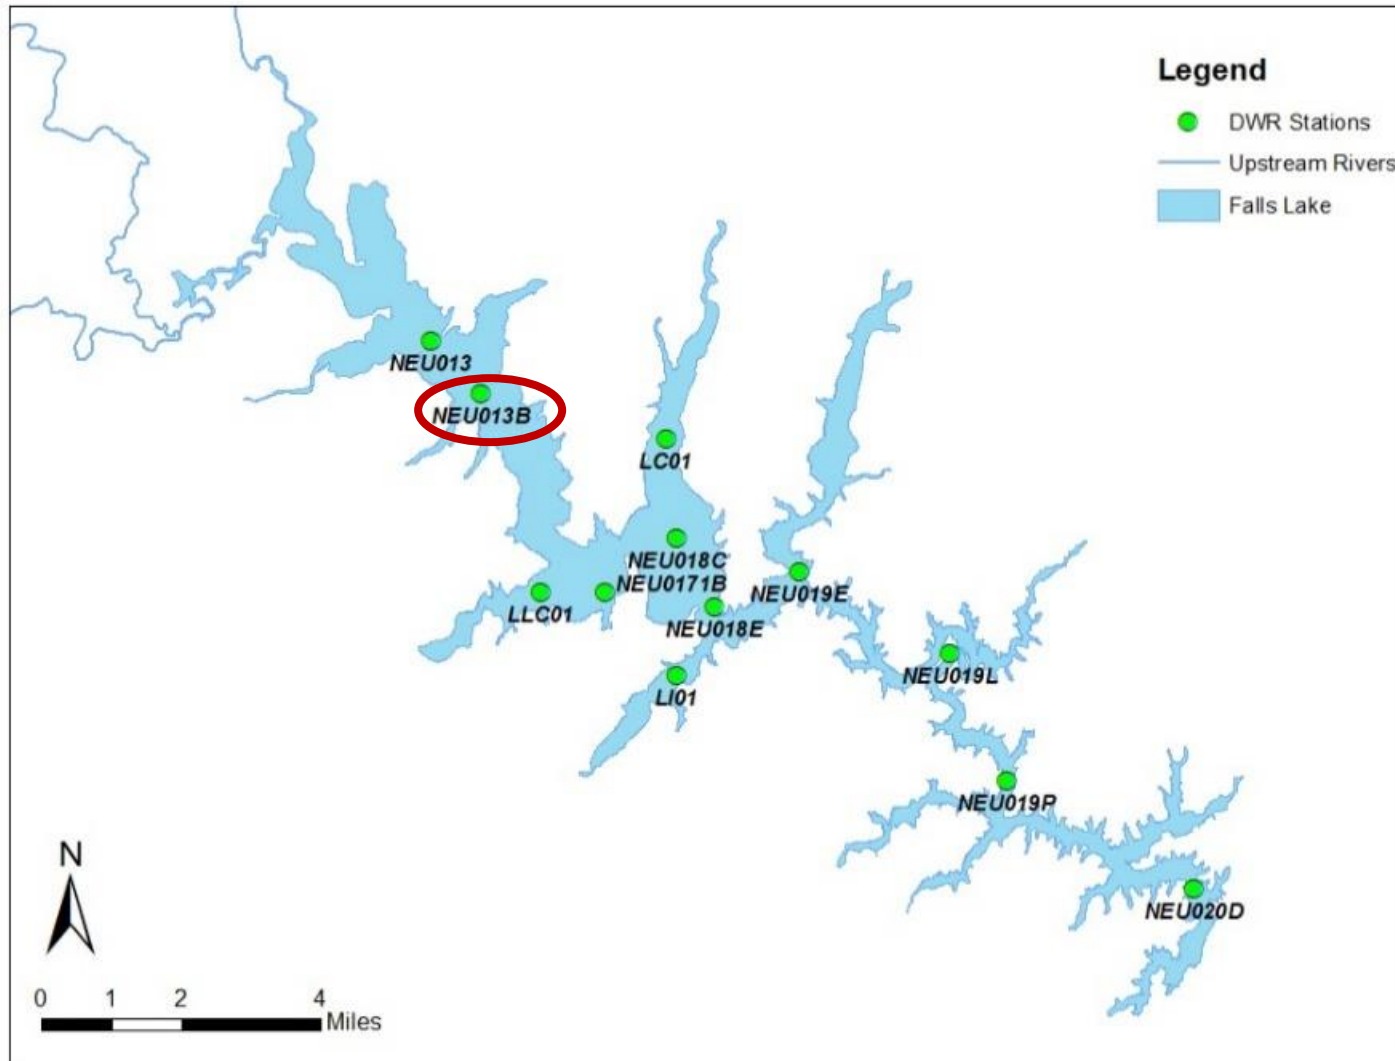 Legend
DWR Stations
Upstream Rivers
Falls Lake
NEU013
NEU013B
LC01
NEU018C
NEU0171B
NEU019E
LLC01
NEU018E
NEU019L
LI01
NEU019P
NEU020D
N
0 1 2 4
Miles